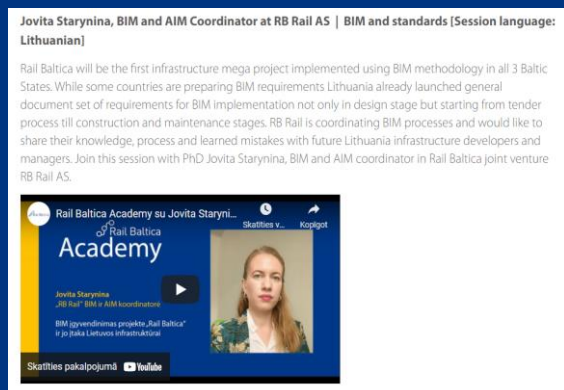 Jovita Starynina, BIM and AIM Coordinator at RB Rail AS | BIM and standards [Session language:
Lithuanian]
Rail Baltica will be the first infrastructure mega project implemented using BIM methodology in all 3 Baltic
States. While some countries are preparing BIM requirements Lithuania already launched general
document set of requirements for BIM implementation not only in design stage but starting from tender
process till construction and maintenance stages. RB Rail is coordinating BIM processes and would like to
share their knowledge, process and learned mistakes with future Lithuania infrastructure developers and
managers. Join this session with PhD Jovita Starynina, BIM and AIM coordinator in Rail Baltica joint venture
RB Rail AS.
Rail Baltica Academy su Jovita Staryni...
Skatīties v...
Kopīgot
Rail Baltica
Academy
Jovita Starynina
„RB Rail“ BIM ir AIM koordinatorė
BIM įgyvendinimas projekte „Rail Baltica“
ir jo įtaka Lietuvos infrastruktūrai
Skatīties pakalpojumā YouTube